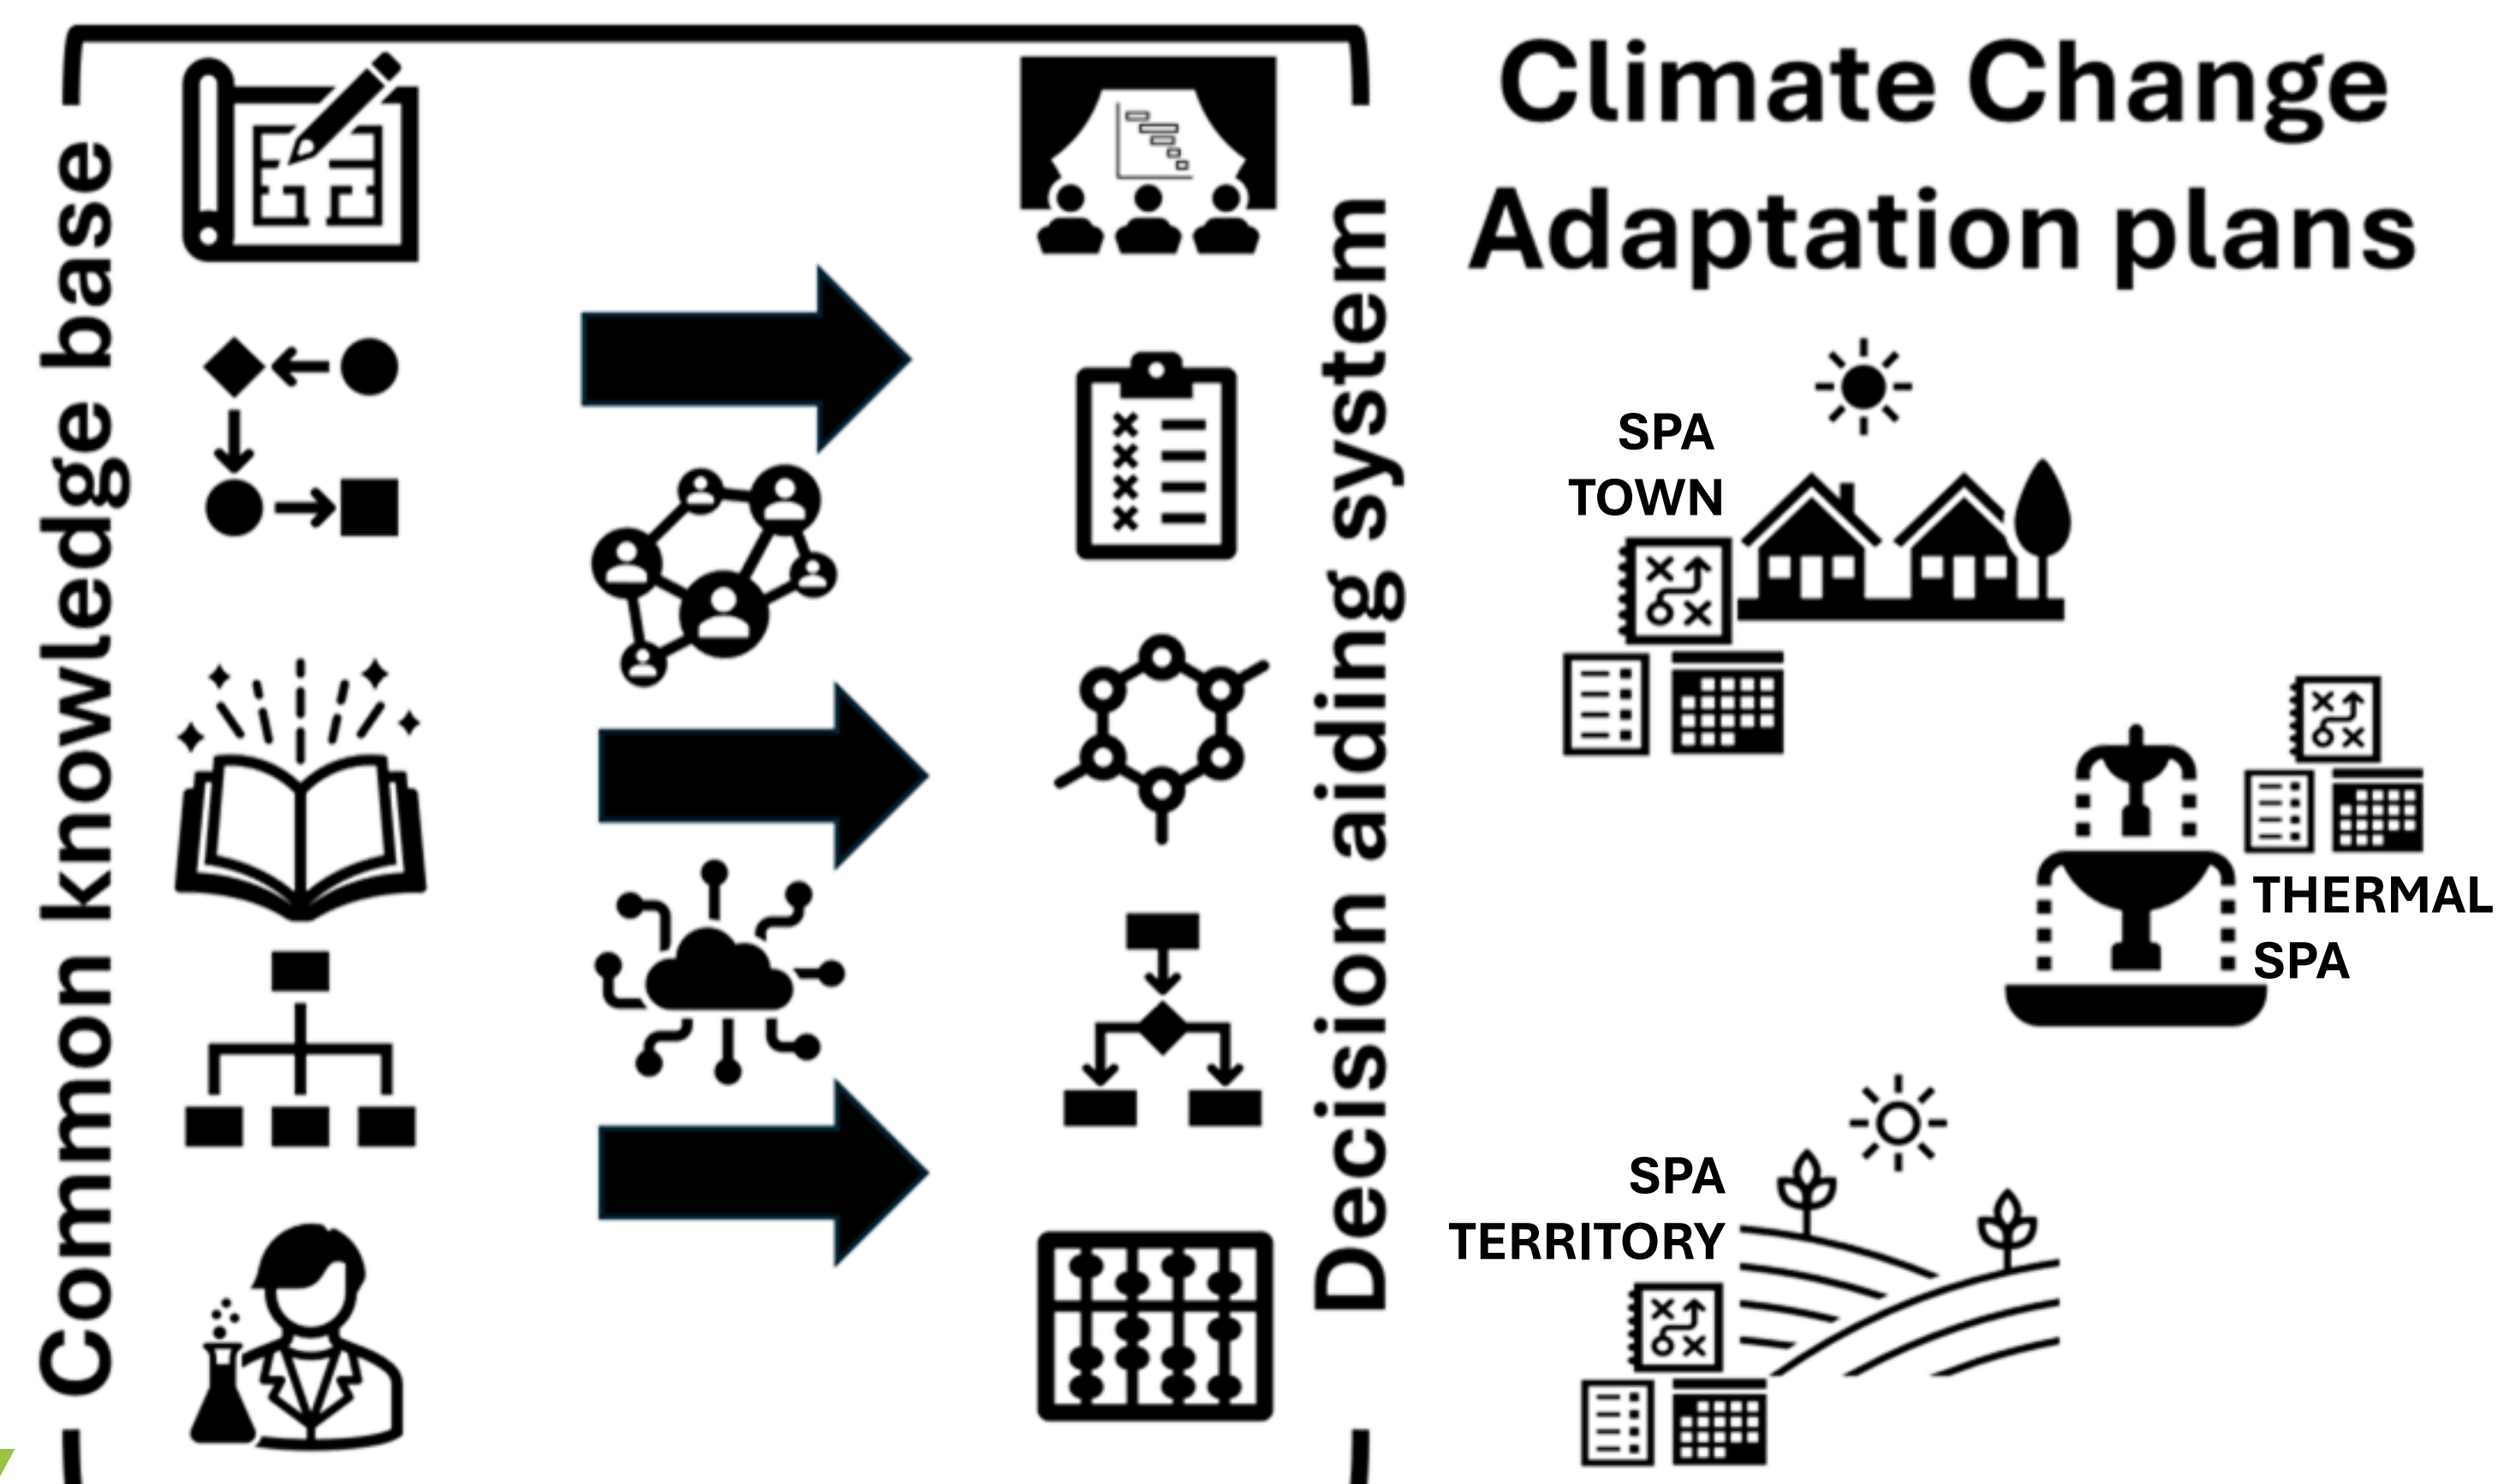 Common knowledge base
Decision aiding system
Climate Change
Adaptation plans
SPA
TOWN
THERMAL
SPA
SPA
TERRITORY